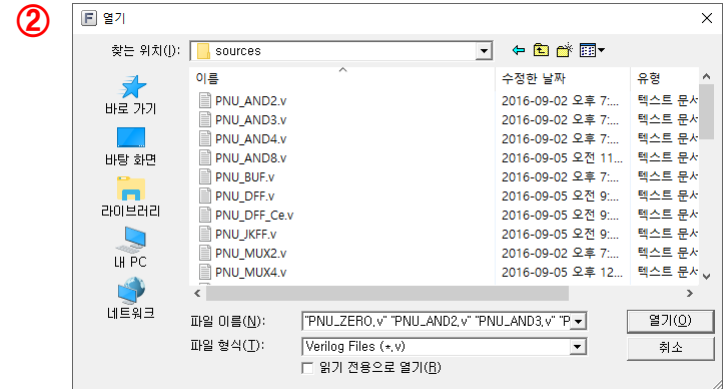 ②
F 열기
찾는 위치(I): sources
이름 수정한 날짜 유형
PNU_AND2.v 2016-09-02 오후 7:... 텍스트 문서
PNU_AND3.v 2016-09-02 오후 7:... 텍스트 문서
PNU_AND4.v 2016-09-02 오후 7:... 텍스트 문서
PNU_AND8.v 2016-09-05 오전 11... 텍스트 문서
PNU_BUF.v 2016-09-02 오후 7:... 텍스트 문서
PNU_DFF.v 2016-09-05 오전 9:... 텍스트 문서
PNU_DFF_Ce.v 2016-09-05 오전 9:... 텍스트 문서
PNU_JKFF.v 2016-09-05 오전 9:... 텍스트 문서
PNU_MUX2.v 2016-09-02 오후 7:... 텍스트 문서
PNU_MUX4.v 2016-09-05 오후 12... 텍스트 문서
바로 가기
바탕 화면
라이브러리
내 PC
네트워크
파일 이름(N): "PNU_ZERO.v" "PNU_AND2.v" "PNU_AND3.v" "P 열기(O)
파일 형식(T): Verilog Files (*.v) 취소
읽기 전용으로 열기(R)